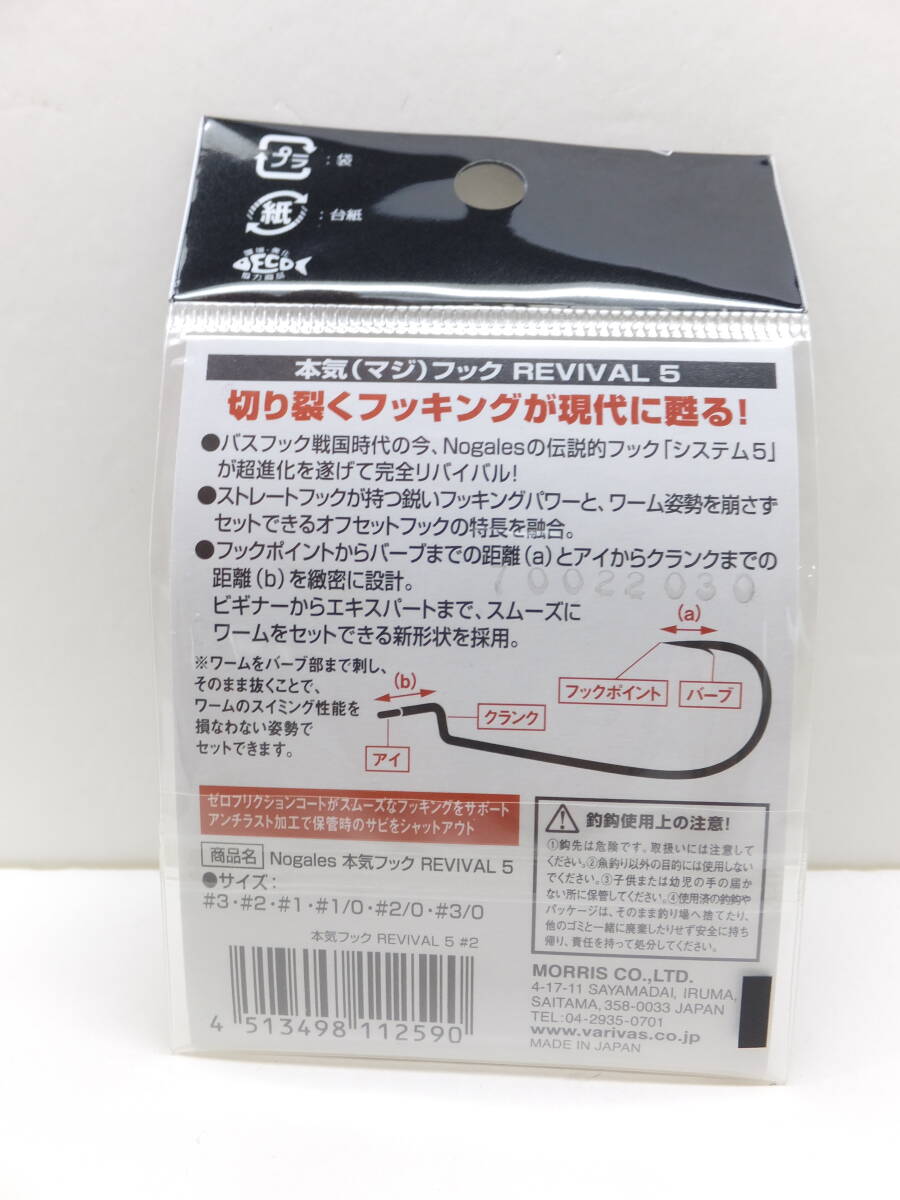 プラ : 袋
紙 : 台紙
環境・美化
ECO
協力商品
本気(マジ)フック REVIVAL 5
切り裂くフッキングが現代に甦る!
●バスフック戦国時代の今、Nogalesの伝説的フック「システム5」
が超進化を遂げて完全リバイバル!
●ストレートフックが持つ鋭いフッキングパワーと、ワーム姿勢を崩さず
セットできるオフセットフックの特長を融合。
●フックポイントからバーブまでの距離(a)とアイからクランクまでの
距離(b)を緻密に設計。
70022030
ビギナーからエキスパートまで、スムーズに
ワームをセットできる新形状を採用。
※ワームをバーブ部まで刺し、
そのまま抜くことで、
ワームのスイミング性能を
損なわない姿勢で
セットできます。
(a)
フックポイント
バーブ
(b)
クランク
アイ
ゼロフリクションコートがスムーズなフッキングをサポート
アンチラスト加工で保管時のサビをシャットアウト
商品名 Nogales 本気フック REVIVAL 5
●サイズ:
#3・#2・#1・#1/0・#2/0・#3/0
本気フック REVIVAL 5 #2
4 513498 112590
釣鈎使用上の注意!
①鈎先は危険です。取扱いには注意して
ください。②魚釣り以外の目的には使用しない
でください。③子供または幼児の手の届か
ない所に保管してください。④使用済の釣鈎や
パッケージは、そのまま釣り場へ捨てたり、
他のゴミと一緒に廃棄したりせず安全に持ち
帰り、責任を持って処分してください。
MORRIS CO.,LTD.
4-17-11 SAYAMADAI, IRUMA,
SAITAMA, 358-0033 JAPAN
TEL:04-2935-0701
www.varivas.co.jp
MADE IN JAPAN